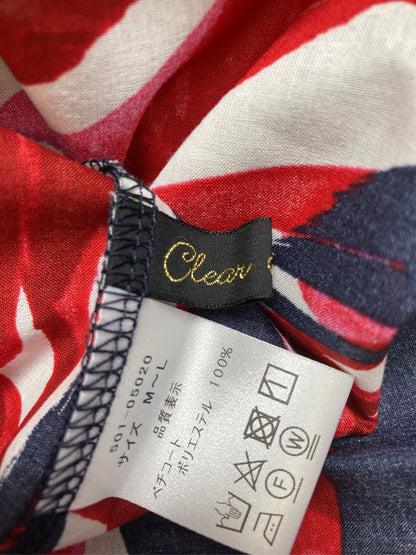 Clear
501-05020
サイズ M～L
品質表示
ペチコート
ポリエステル 100%